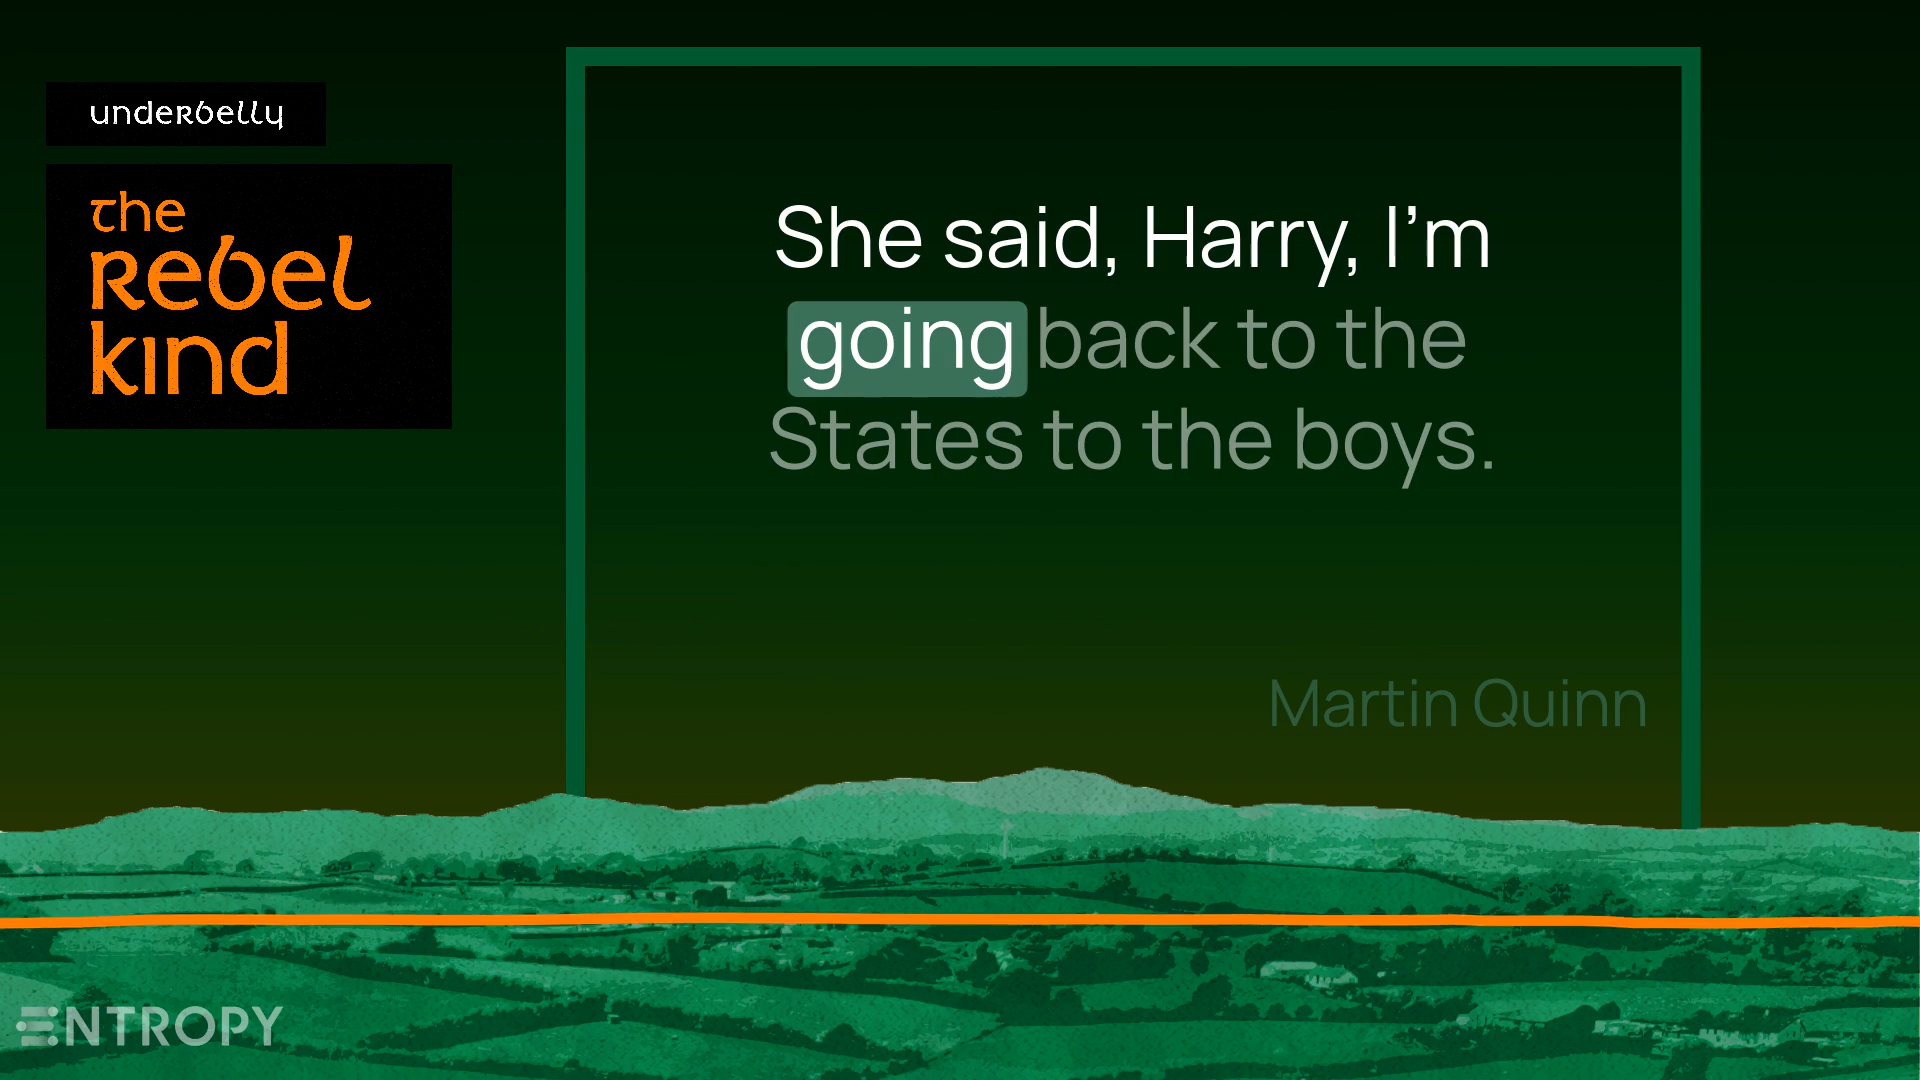 underbelly
the
Rebel
kind
She said, Harry, I’m
going back to the
States to the boys.
Martin Quinn
ENTROPY